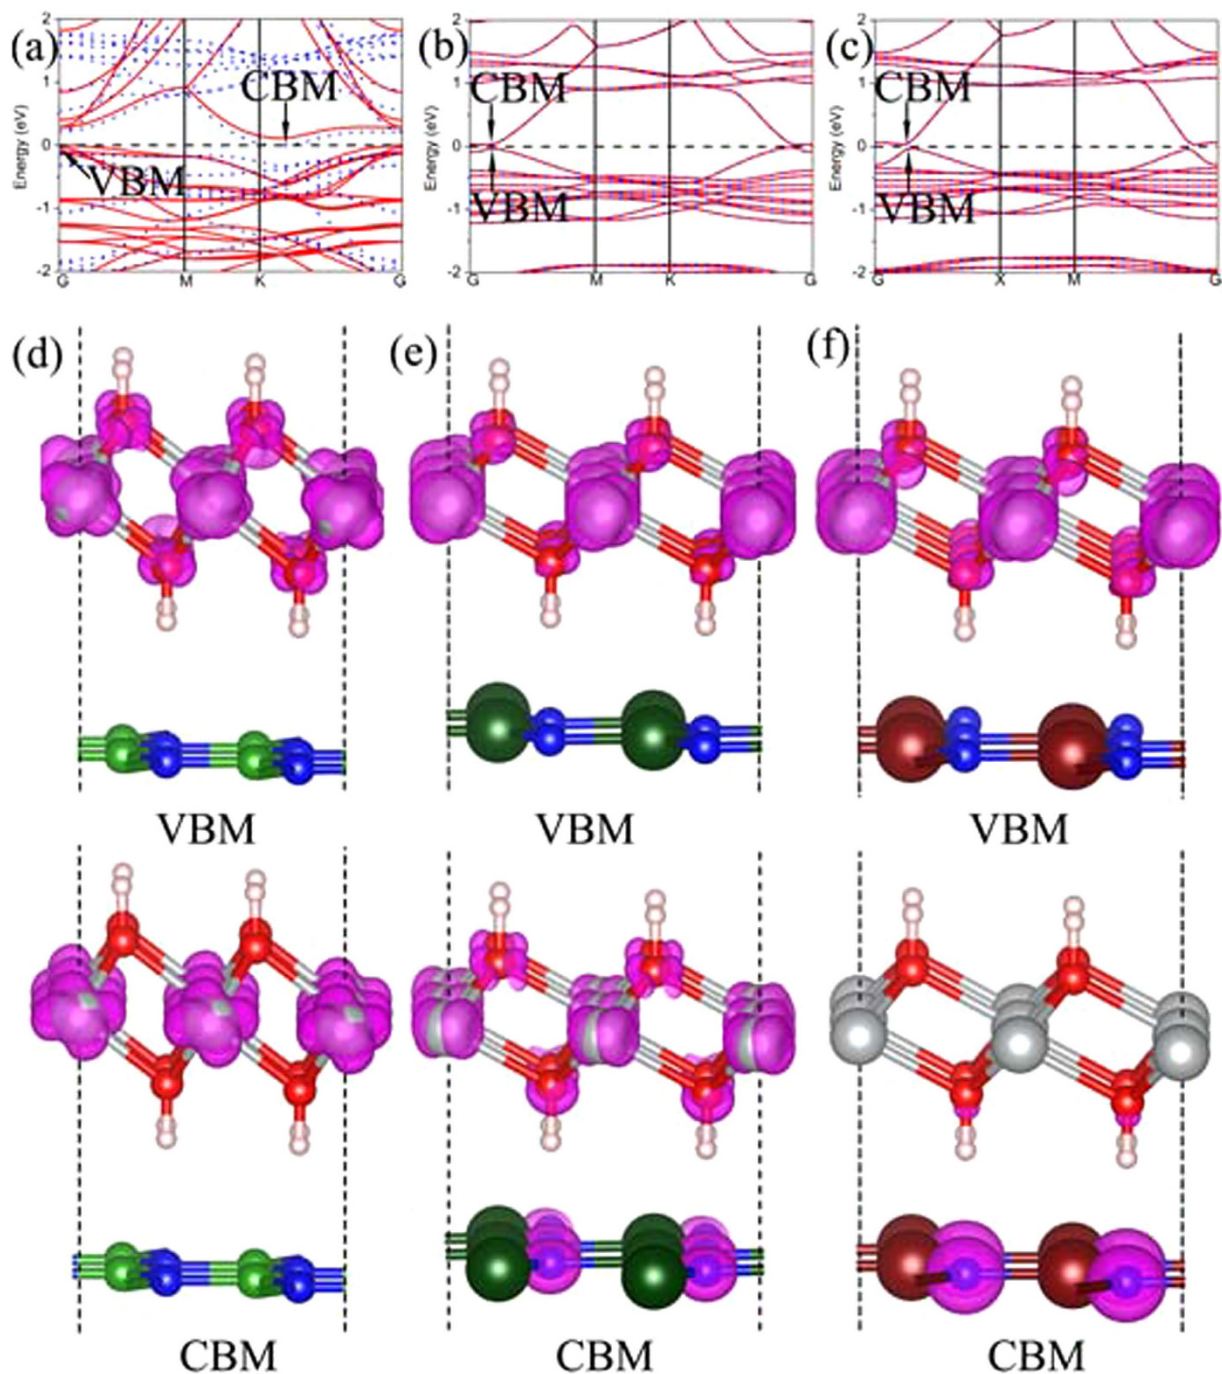 (a) (b) (c)
2 2 2
CBM CBM CBM
1 1 1
Energy (eV) Energy (eV) Energy (eV)
0 0 0
VBM VBM VBM
-1 -1 -1
-2 -2 -2
G M K G G M K G G X M G
(d) (e) (f)
VBM VBM VBM
CBM CBM CBM